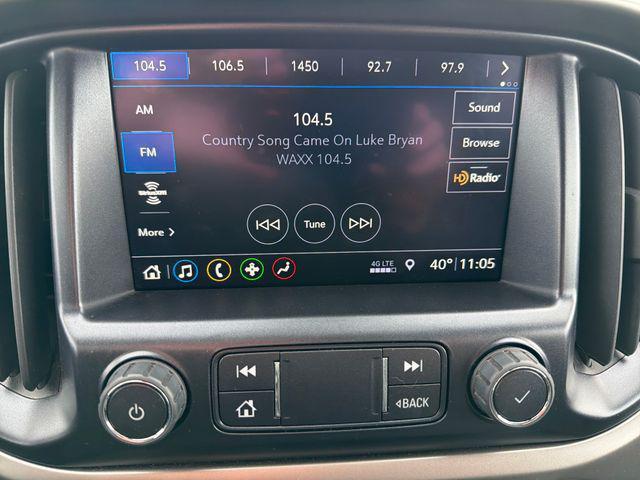 104.5 106.5 1450 92.7 97.9
AM
FM
SiriusXM
More
104.5
Country Song Came On Luke Bryan
WAXX 104.5
Tune
Sound
Browse
HD Radio
4G LTE
40° 11:05
BACK